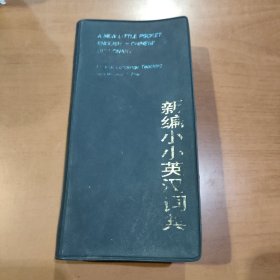 A NEW LITTLE POCKET
ENGLISH - CHINESE
DICTIONARY
新编小小英汉词典